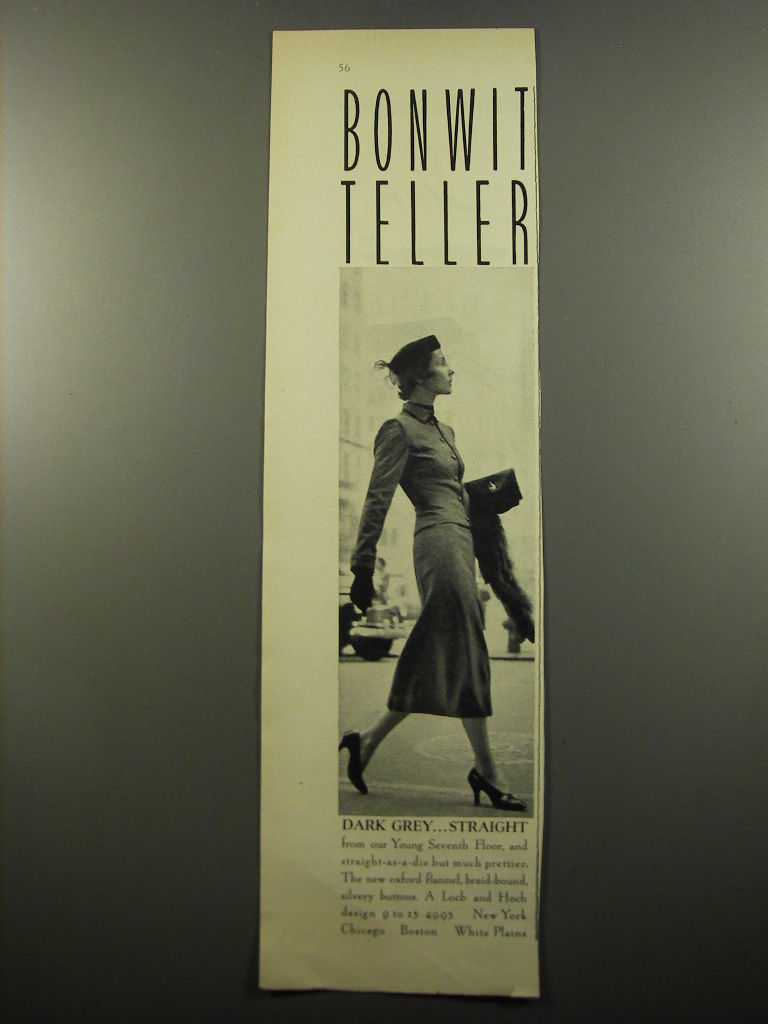 56
BONWIT
TELLER
DARK GREY...STRAIGHT
from our Young Seventh Floor, and
straight-as-a-die but much prettier.
The new oxford flannel, braid-bound,
silvery buttons. A Loeb and Hoch
design 9 to 15 49.95 New York
Chicago Boston White Plains